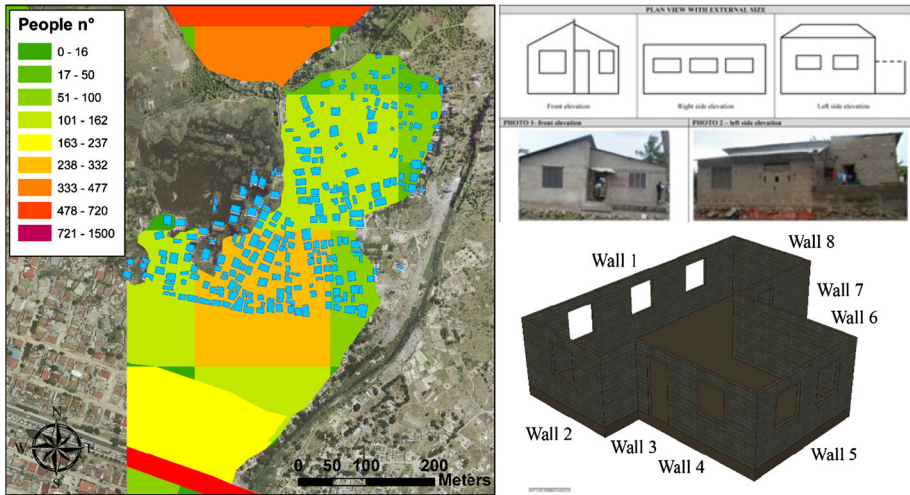 People n°
0 - 16
17 - 50
51 - 100
101 - 162
163 - 237
238 - 332
333 - 477
478 - 720
721 - 1500
N
W E
S
0 50 100 200
Meters
PLAN VIEW WITH EXTERNAL SIZE
Front elevation
Right side elevation
Left side elevation
PHOTO 1- front elevation
PHOTO 2 – left side elevation
Wall 1
Wall 8
Wall 7
Wall 6
Wall 2
Wall 3
Wall 4
Wall 5